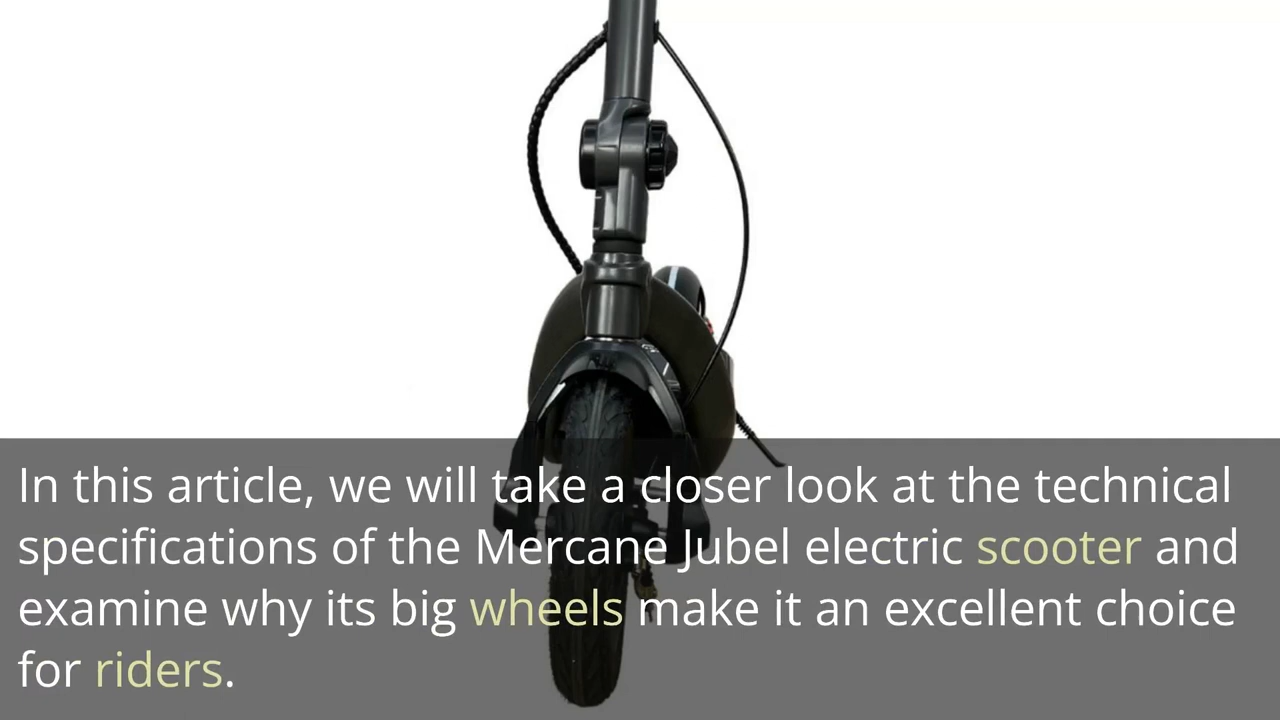 In this article, we will take a closer look at the technical
specifications of the Mercane Jubel electric scooter and
examine why its big wheels make it an excellent choice
for riders.